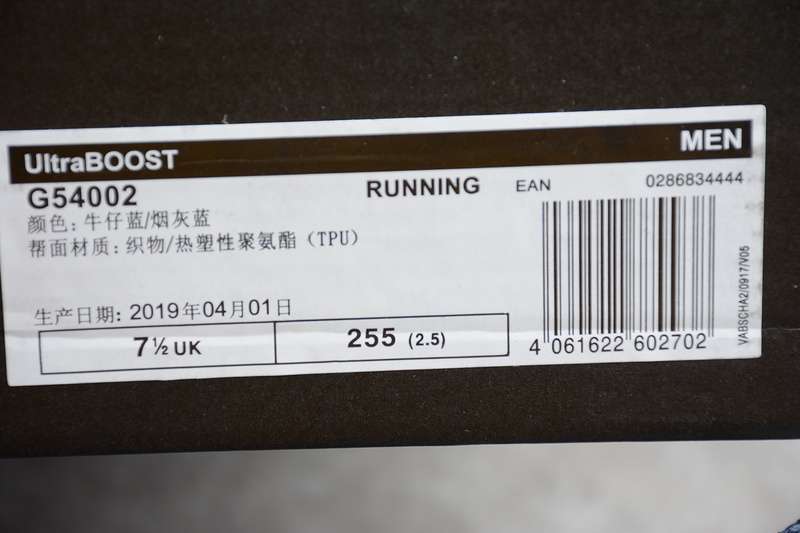 UltraBOOST MEN
G54002 RUNNING EAN 0286834444
颜色: 牛仔蓝/烟灰蓝
帮面材质: 织物/热塑性聚氨酯 (TPU)
生产日期: 2019年04月01日
7½ UK 255 (2.5)
4 061622 602702
VABSCHA2/0917/V05